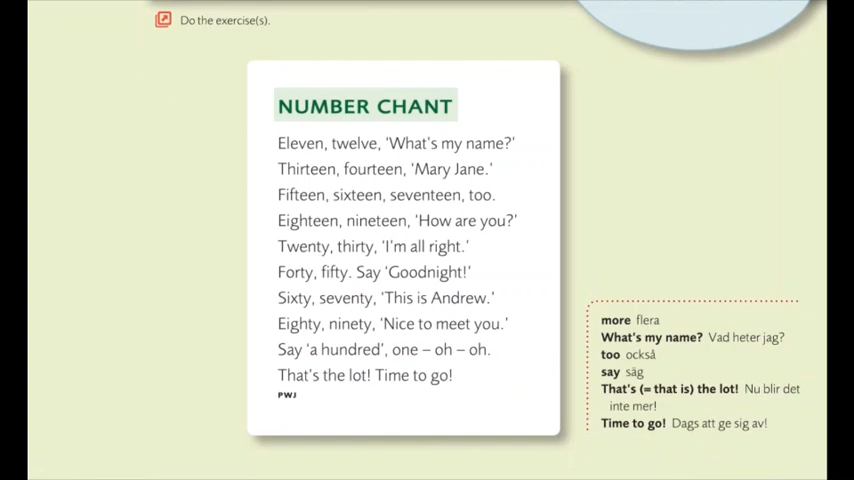 Do the exercise(s).
NUMBER CHANT
Eleven, twelve, ‘What’s my name?’
Thirteen, fourteen, ‘Mary Jane.’
Fifteen, sixteen, seventeen, too.
Eighteen, nineteen, ‘How are you?’
Twenty, thirty, ‘I’m all right.’
Forty, fifty. Say ‘Goodnight!’
Sixty, seventy, ‘This is Andrew.’
Eighty, ninety, ‘Nice to meet you.’
Say ‘a hundred’, one – oh – oh.
That’s the lot! Time to go!
PWJ
more flera
What’s my name? Vad heter jag?
too också
say säg
That’s (= that is) the lot! Nu blir det
inte mer!
Time to go! Dags att ge sig av!